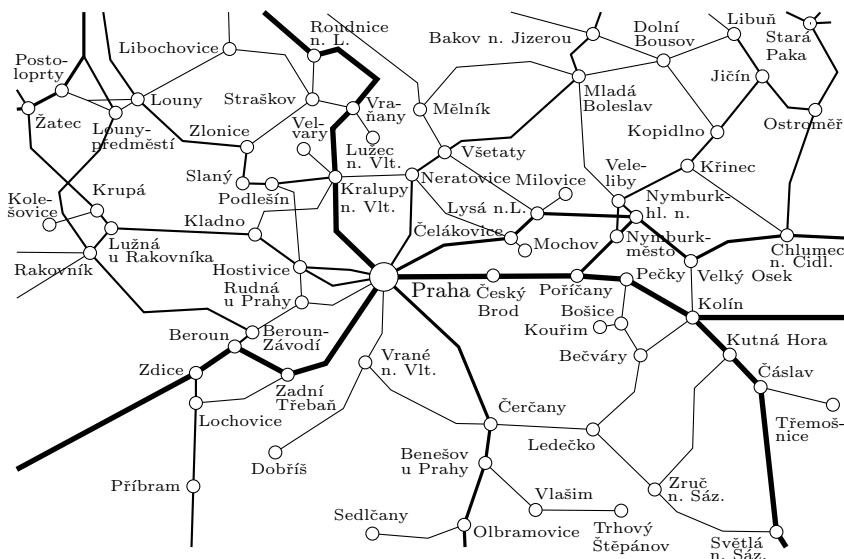 Roudnice
n. L.
Libochovice
Bakov n. Jizerou
Dolní
Bousov
Libuň
Stará
Paka
Posto-
loprty
Louny
Straškov
Vra-
ňany
Mělník
Mladá
Boleslav
Jičín
Žatec
Louny-
předměstí
Zlonice
Vel-
vary
Lužec
n. Vlt.
Všetaty
Kopidlno
Ostroměř
Slaný
Podlešín
Kralupy
n. Vlt.
Neratovice
Milovice
Vele-
liby
Křinec
Kole-
šovice
Krupá
Kladno
Lysá n.L.
Nymburk-
hl. n.
Lužná
u Rakovníka
Čelákovice
Mochov
Nymburk-
město
Chlumec
n. Cidl.
Rakovník
Hostivice
Rudná
u Prahy
Praha
Český
Brod
Poříčany
Pečky
Velký Osek
Bošice
Kolín
Beroun
Beroun-
Závodí
Kouřim
Kutná Hora
Zdice
Vrané
n. Vlt.
Bečváry
Čáslav
Zadní
Třebaň
Lochovice
Čerčany
Ledečko
Třemoš-
nice
Dobříš
Benešov
u Prahy
Příbram
Vlašim
Zruč
n. Sáz.
Sedlčany
Olbramovice
Trhový
Štěpánov
Světlá
n. Sáz.